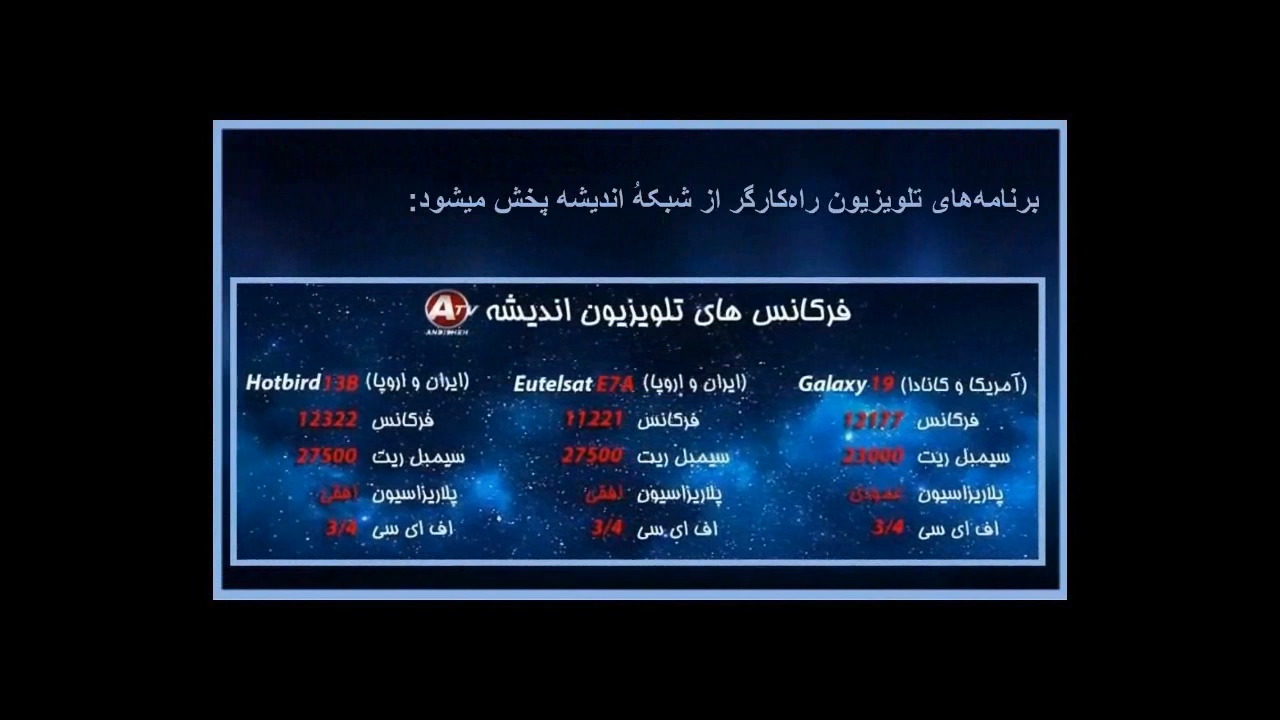 برنامه‌های تلویزیون راه‌کارگر از شبکهٔ اندیشه پخش میشود:
فرکانس های تلویزیون اندیشه ATV
ANDISHEH
Galaxy 19 (آمریکا و کانادا)
فرکانس 12177
سیمبل ریت 23000
پلاریزاسیون عمودی
اف ای سی 3/4
Eutelsat E7A (ایران و اروپا)
فرکانس 11221
سیمبل ریت 27500
پلاریزاسیون افقی
اف ای سی 3/4
Hotbird 13B (ایران و اروپا)
فرکانس 12322
سیمبل ریت 27500
پلاریزاسیون افقی
اف ای سی 3/4